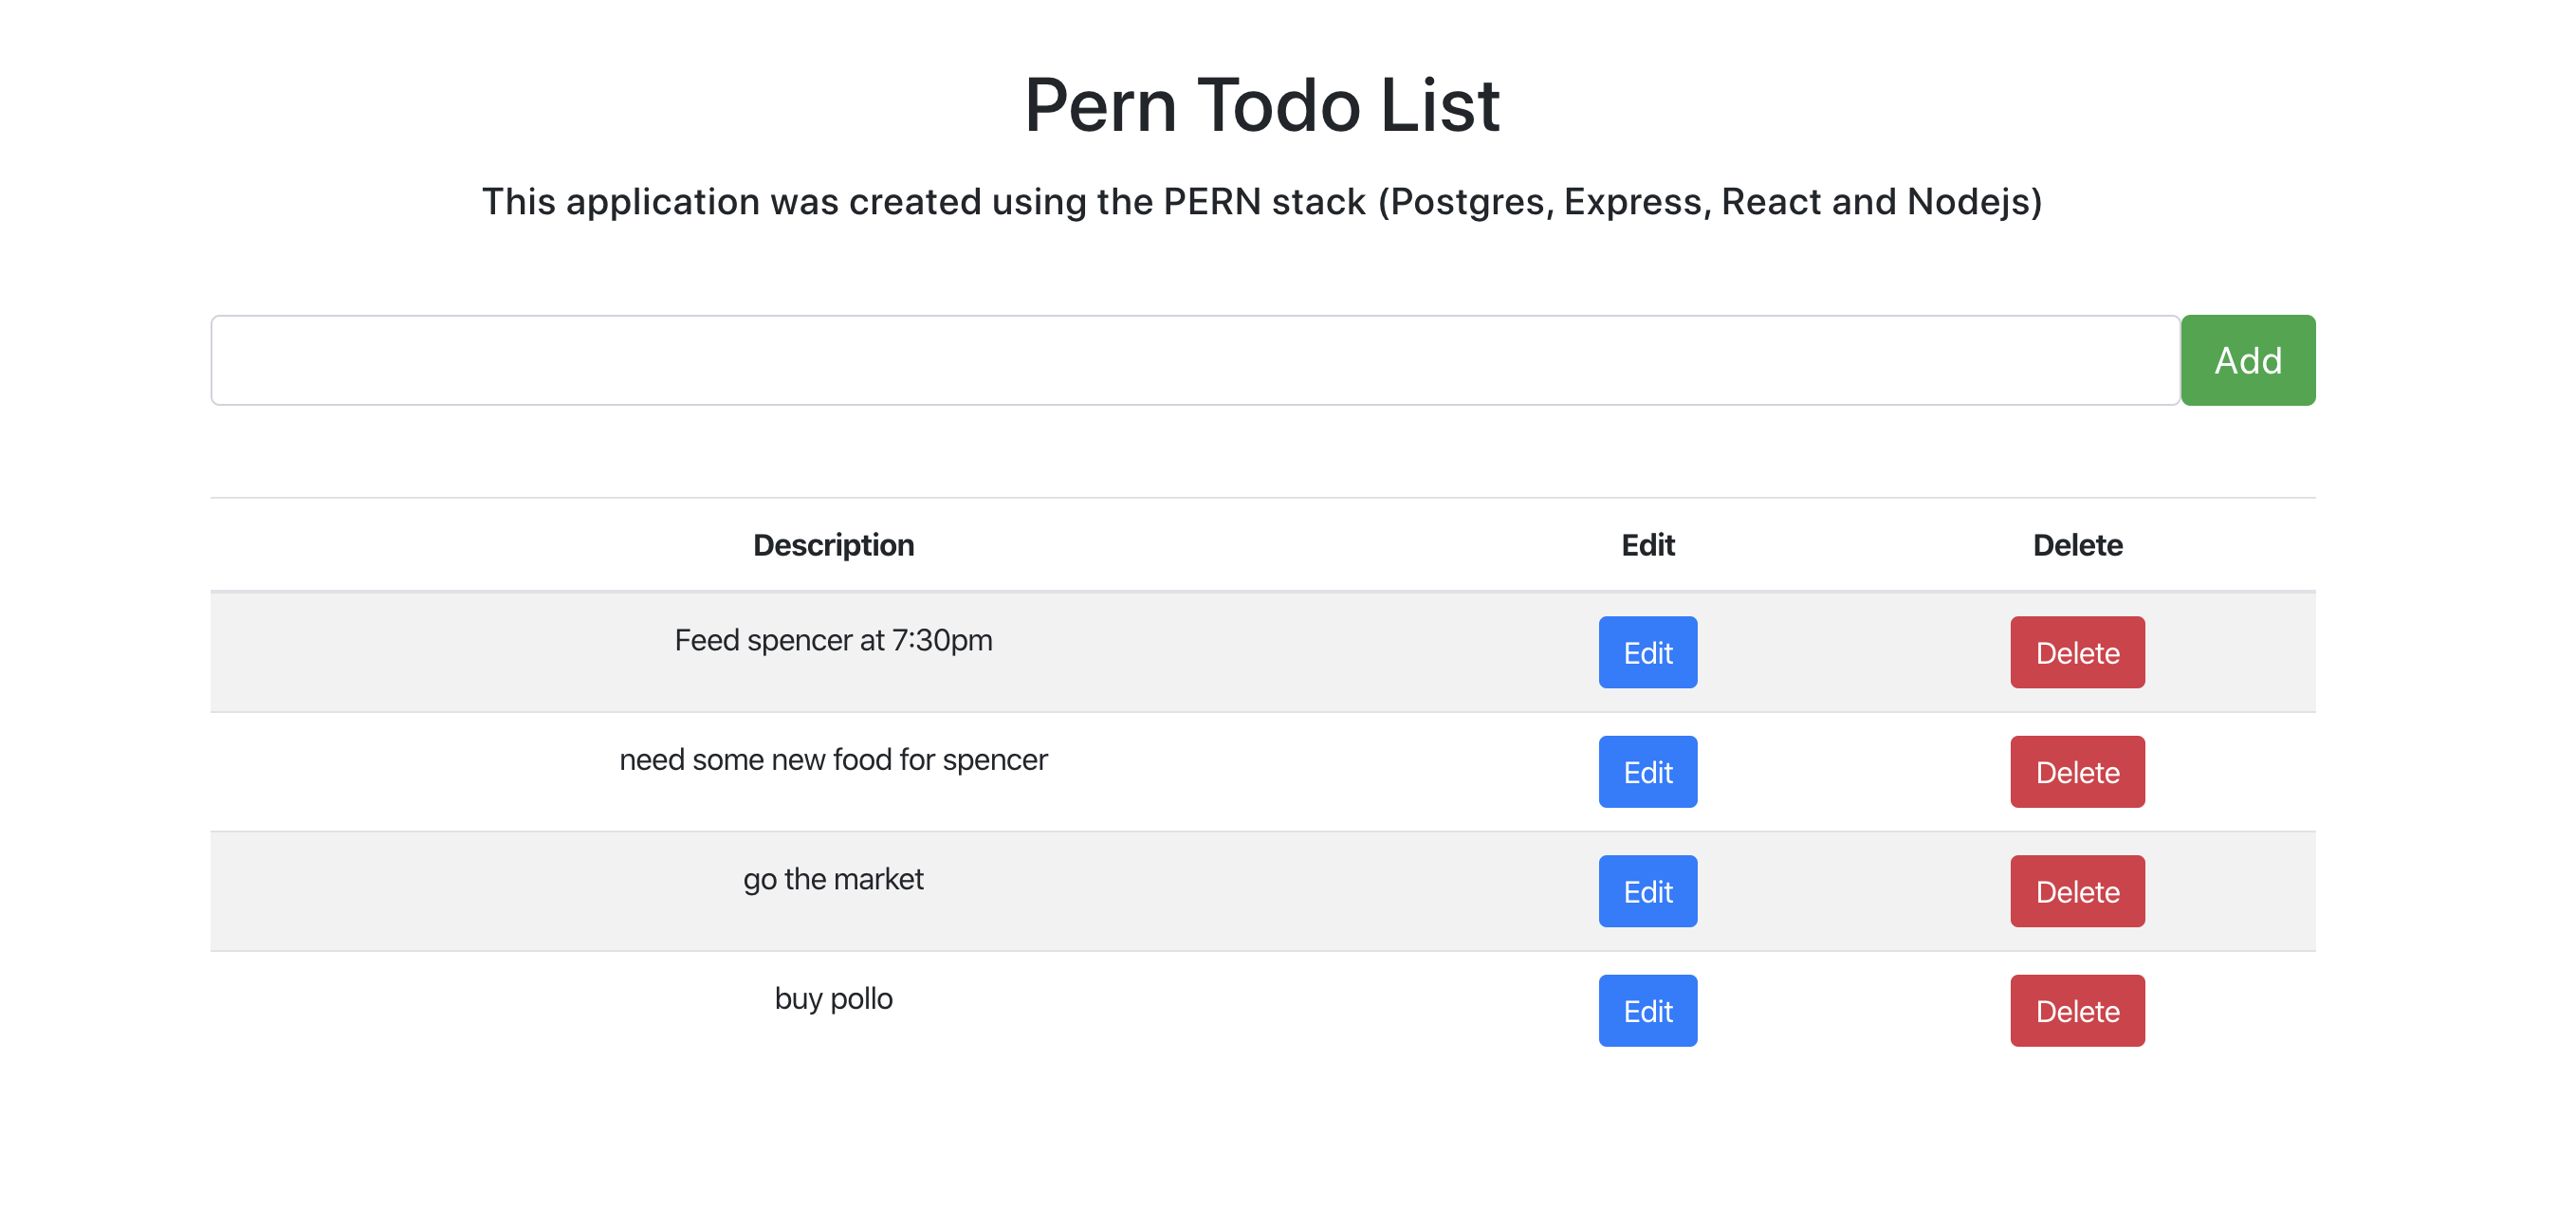 Pern Todo List
This application was created using the PERN stack (Postgres, Express, React and Nodejs)
Add
Description Edit Delete
Feed spencer at 7:30pm Edit Delete
need some new food for spencer Edit Delete
go the market Edit Delete
buy pollo Edit Delete